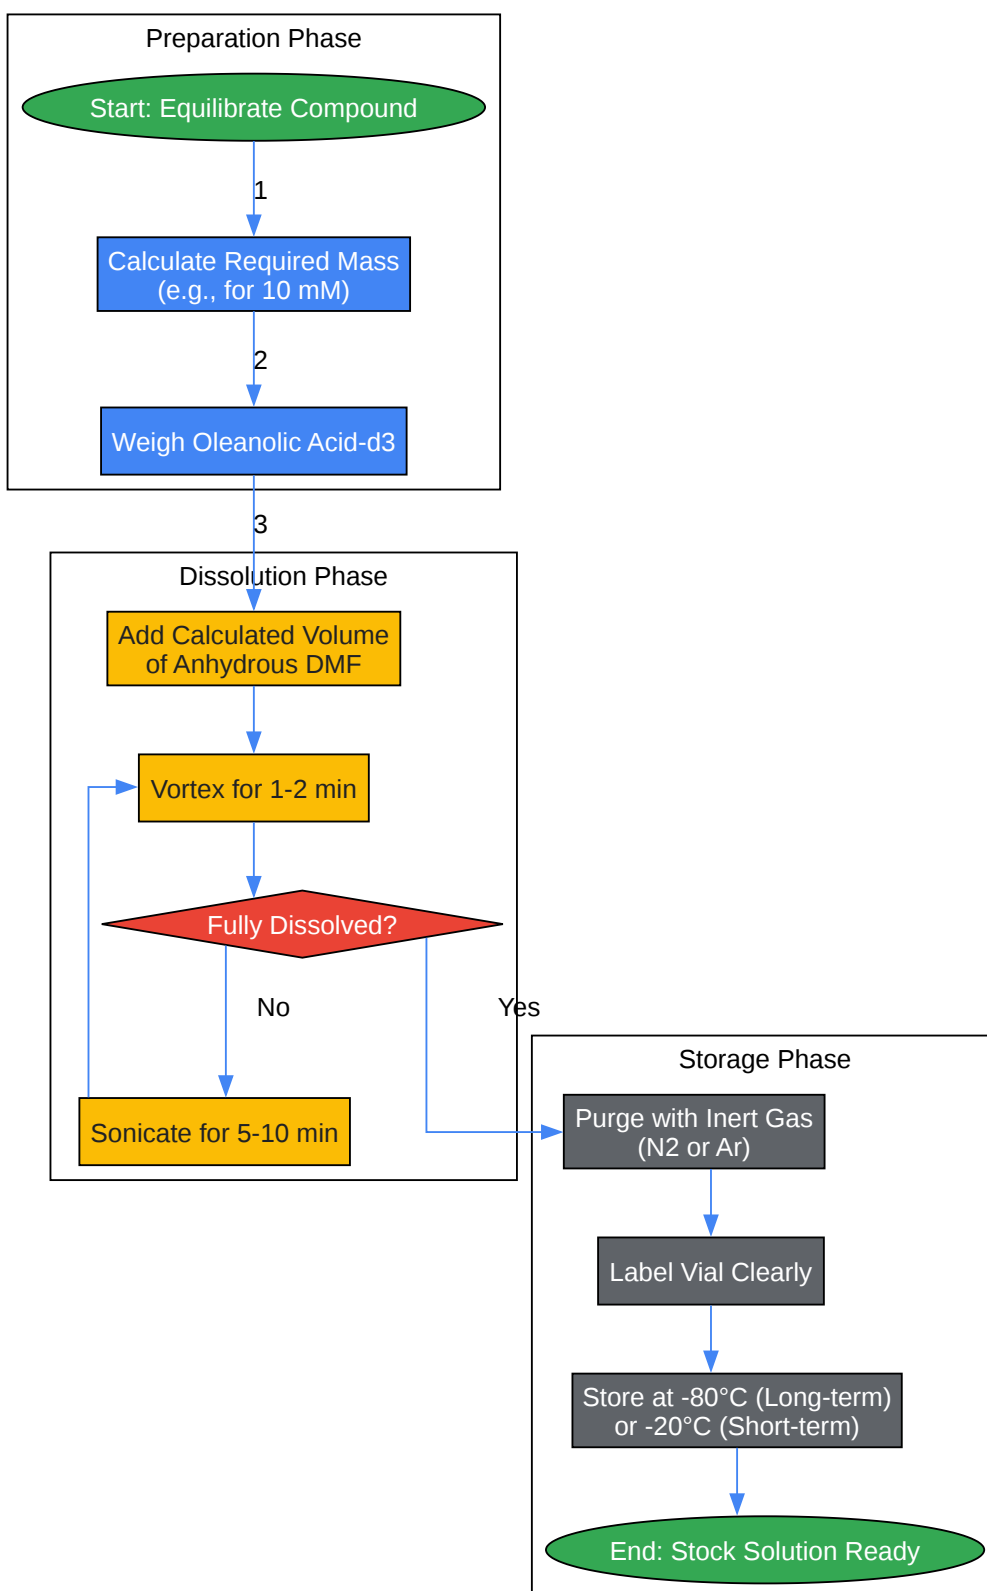 Preparation Phase
Start: Equilibrate Compound
1
Calculate Required Mass
(e.g., for 10 mM)
2
Weigh Oleanolic Acid-d3
3
Dissolution Phase
Add Calculated Volume
of Anhydrous DMF
Vortex for 1-2 min
Fully Dissolved?
No
Yes
Sonicate for 5-10 min
Storage Phase
Purge with Inert Gas
(N2 or Ar)
Label Vial Clearly
Store at -80°C (Long-term)
or -20°C (Short-term)
End: Stock Solution Ready